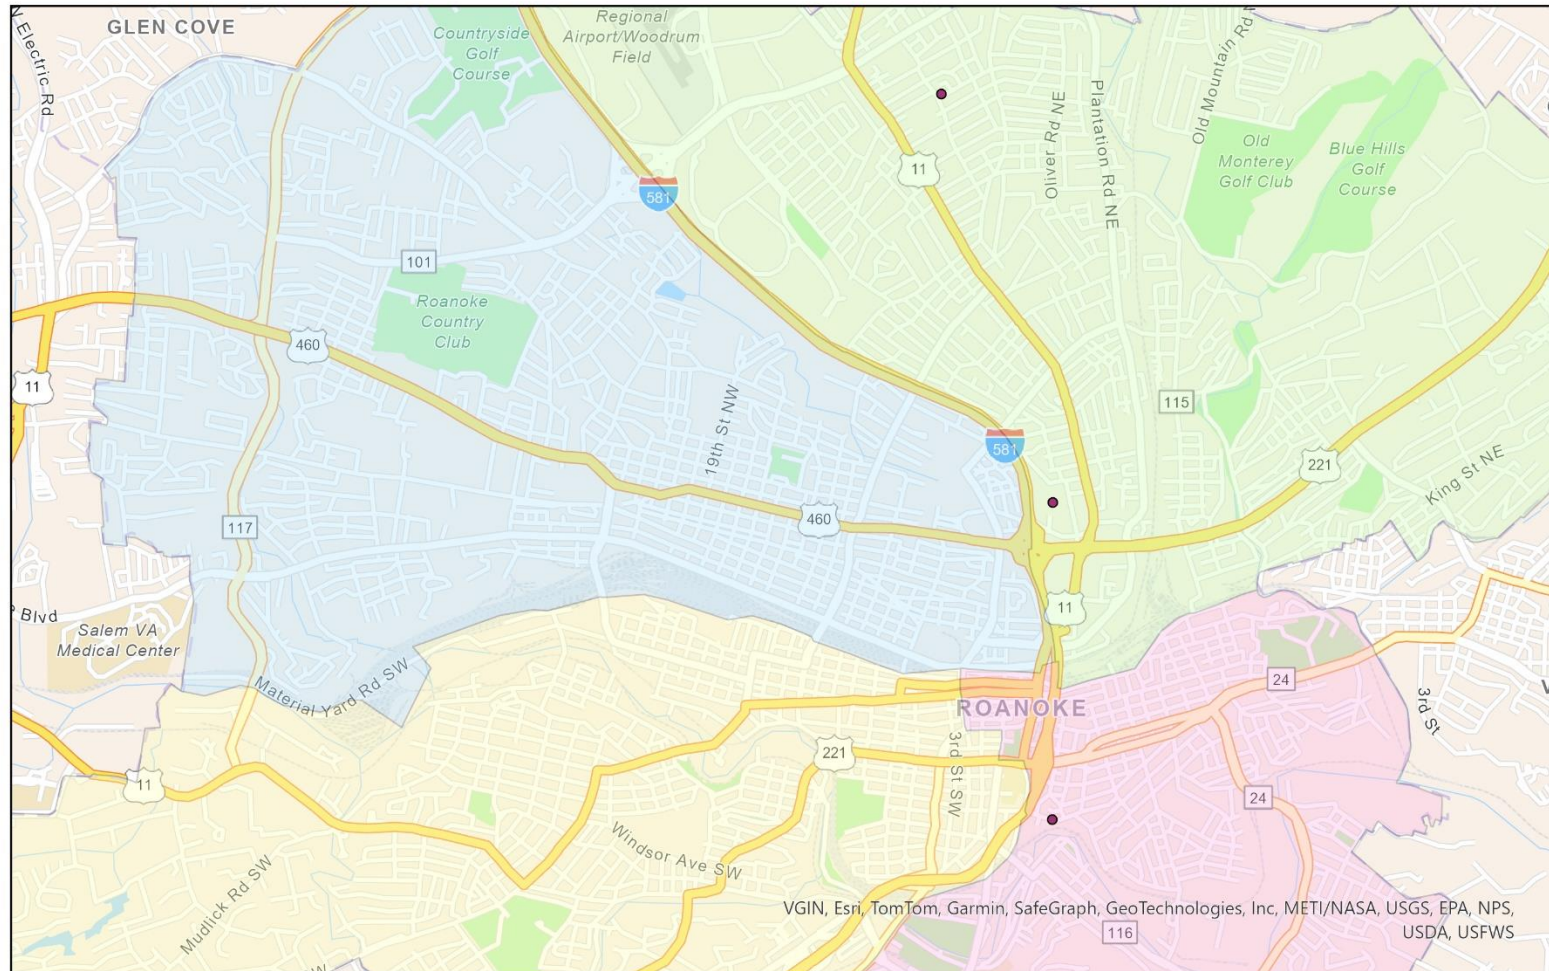 GLEN COVE
N Electric Rd
Countryside
Golf
Course
Regional
Airport/Woodrum
Field
Old Mountain Rd N
Plantation Rd NE
Oliver Rd NE
11
Old
Monterey
Golf Club
Blue Hills
Golf
Course
581
101
Roanoke
Country
Club
460
11
19th St NW
115
581
221
King St NE
460
117
11
Blvd
Salem VA
Medical Center
Material Yard Rd SW
24
ROANOKE
3rd St
3rd St SW
221
11
24
Windsor Ave SW
Mudlick Rd SW
VGIN, Esri, TomTom, Garmin, SafeGraph, GeoTechnologies, Inc, METI/NASA, USGS, EPA, NPS,
USDA, USFWS
116